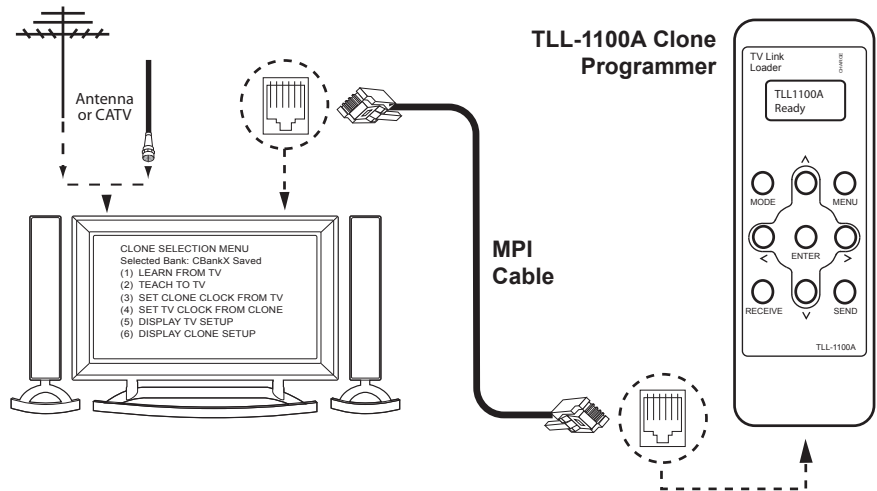 TLL-1100A Clone
Programmer
Antenna
or CATV
CLONE SELECTION MENU
Selected Bank: CBankX Saved
(1) LEARN FROM TV
(2) TEACH TO TV
(3) SET CLONE CLOCK FROM TV
(4) SET TV CLOCK FROM CLONE
(5) DISPLAY TV SETUP
(6) DISPLAY CLONE SETUP
MPI
Cable
TV Link
Loader
TLL1100A
Ready
MODE
MENU
<
ENTER
>
RECEIVE
SEND
TLL-1100A